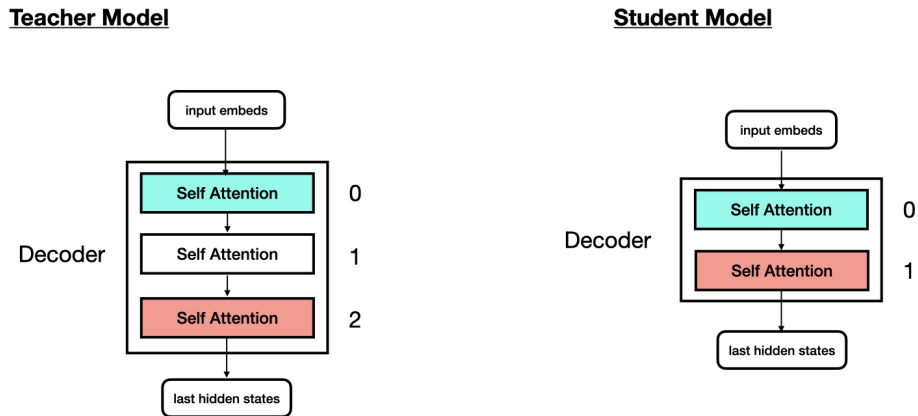 Teacher Model
input embeds
Decoder
Self Attention 0
Self Attention 1
Self Attention 2
last hidden states
Student Model
input embeds
Decoder
Self Attention 0
Self Attention 1
last hidden states